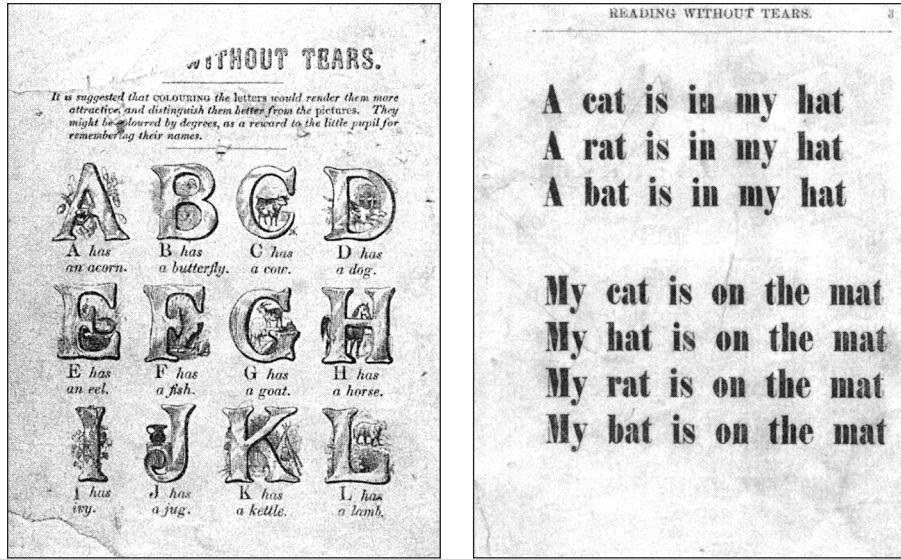 WITHOUT TEARS.
It is suggested that COLOURING the letters would render them more
attractive, and distinguish them better from the pictures. They
might be coloured by degrees, as a reward to the little pupil for
remembering their names.
A B C D
A has B has C has D has
an acorn. a butterfly. a cow. a dog.
E F G H
E has F has G has H has
an eel. a fish. a goat. a horse.
I J K L
I has J has K has L has
ivy. a jug. a kettle. a lamb.
READING WITHOUT TEARS. 3
A cat is in my hat
A rat is in my hat
A bat is in my hat
My cat is on the mat
My hat is on the mat
My rat is on the mat
My bat is on the mat